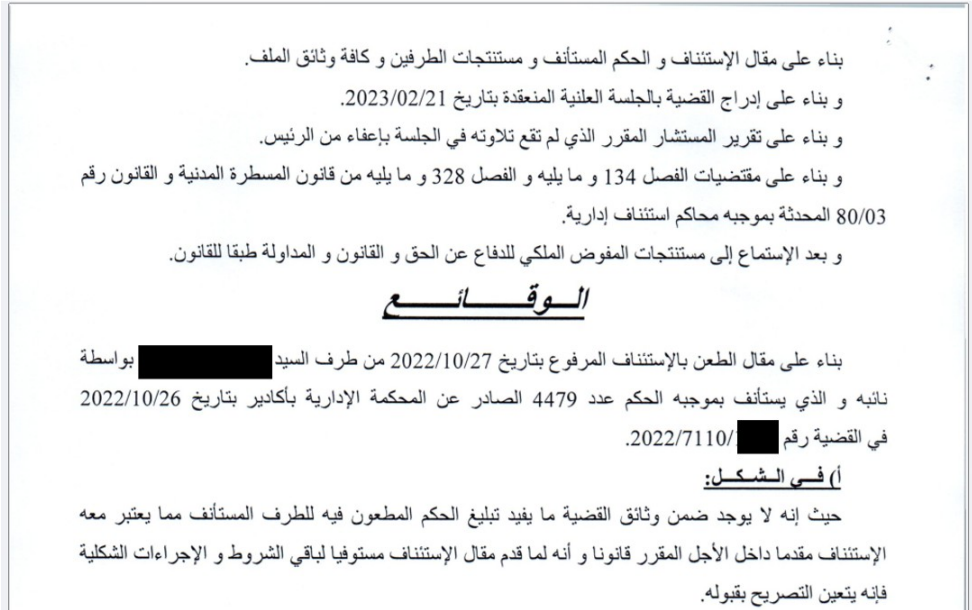 بناء على مقال الإستئناف و الحكم المستأنف و مستنتجات الطرفين و كافة وثائق الملف.
و بناء على إدراج القضية بالجلسة العلنية المنعقدة بتاريخ 2023/02/21.
و بناء على تقرير المستشار المقرر الذي لم تقع تلاوته في الجلسة بإعفاء من الرئيس.
و بناء على مقتضيات الفصل 134 و ما يليه و الفصل 328 و ما يليه من قانون المسطرة المدنية و القانون رقم
80/03 المحدثة بموجبه محاكم استئناف إدارية.
و بعد الإستماع إلى مستنتجات المفوض الملكي للدفاع عن الحق و القانون و المداولة طبقا للقانون.
الـوقـــائــــع
بناء على مقال الطعن بالإستئناف المرفوع بتاريخ 2022/10/27 من طرف السيد بواسطة
نائبه و الذي يستأنف بموجبه الحكم عدد 4479 الصادر عن المحكمة الإدارية بأكادير بتاريخ 2022/10/26
في القضية رقم /2022/7110.
أ) فــي الـشـكــل:
حيث إنه لا يوجد ضمن وثائق القضية ما يفيد تبليغ الحكم المطعون فيه للطرف المستأنف مما يعتبر معه
الإستئناف مقدما داخل الأجل المقرر قانونا و أنه لما قدم مقال الإستئناف مستوفيا لباقي الشروط و الإجراءات الشكلية
فإنه يتعين التصريح بقبوله.